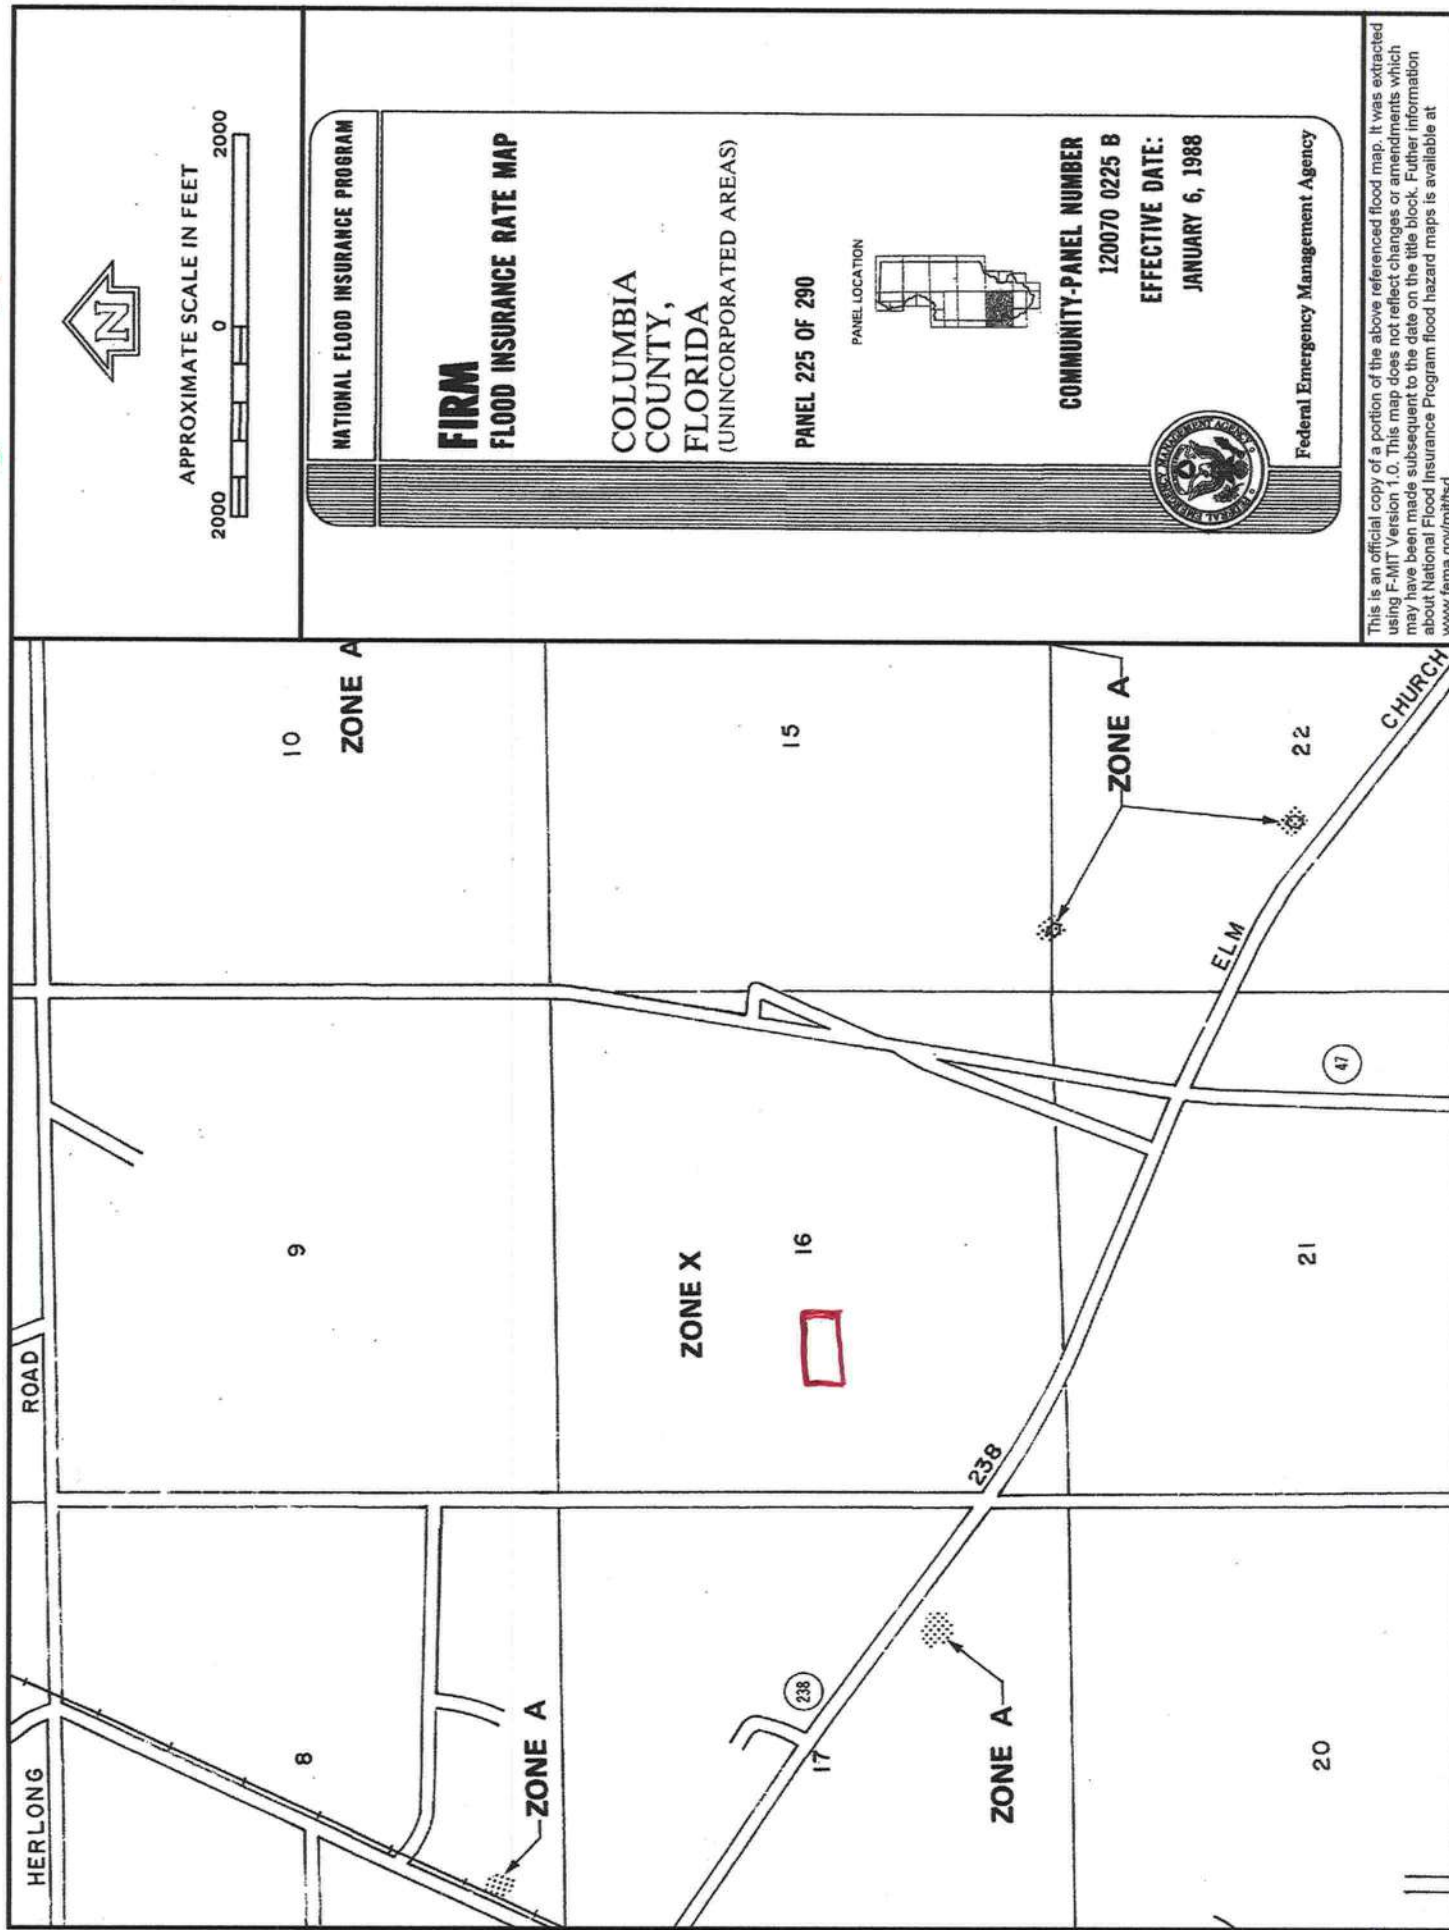 HERLONG
ROAD
8
9
10
ZONE A
ZONE A
ZONE X
17
16
15
238
238
ZONE A
ZONE A
ELM
CHURCH
47
20
21
22
N
APPROXIMATE SCALE IN FEET
2000
0
2000
NATIONAL FLOOD INSURANCE PROGRAM
FIRM
FLOOD INSURANCE RATE MAP
COLUMBIA
COUNTY,
FLORIDA
(UNINCORPORATED AREAS)
PANEL 225 OF 290
PANEL LOCATION
COMMUNITY-PANEL NUMBER
120070 0225 B
EFFECTIVE DATE:
JANUARY 6, 1988
FEDERAL EMERGENCY MANAGEMENT AGENCY
Federal Emergency Management Agency
This is an official copy of a portion of the above referenced flood map. It was extracted
using F-MIT Version 1.0. This map does not reflect changes or amendments which
may have been made subsequent to the date on the title block. Futher information
about National Flood Insurance Program flood hazard maps is available at